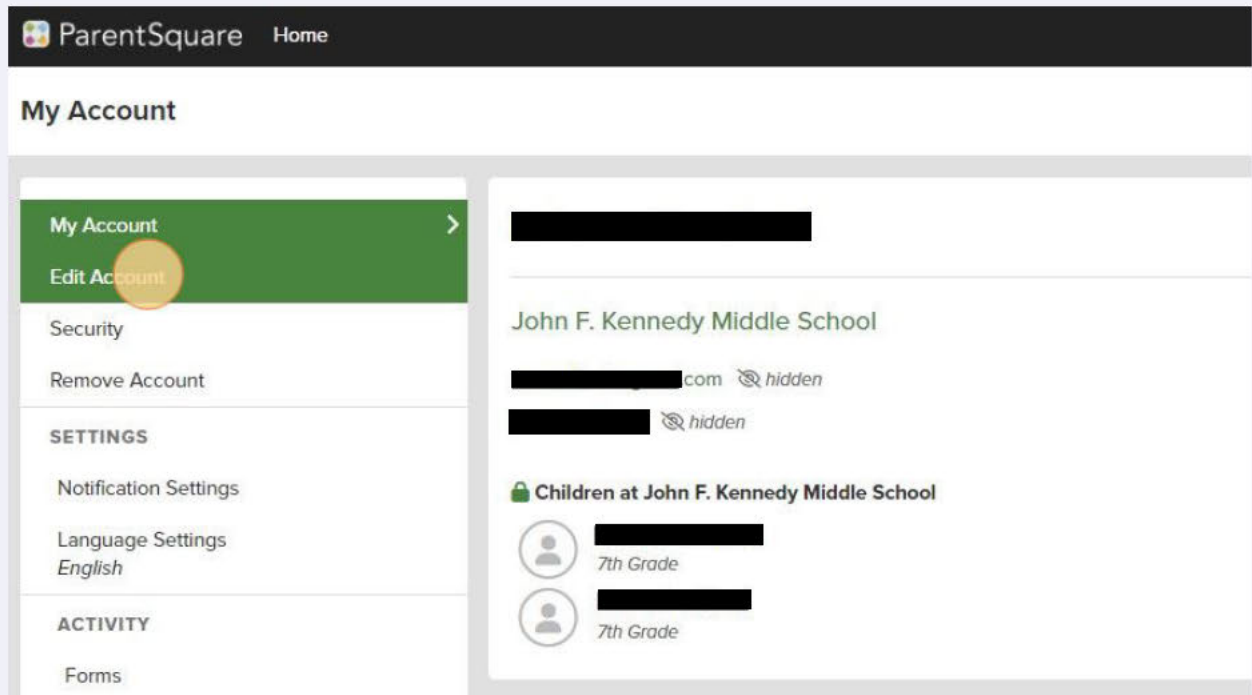 ParentSquare Home
My Account
My Account
Edit Account
Security
Remove Account
SETTINGS
Notification Settings
Language Settings
English
ACTIVITY
Forms
John F. Kennedy Middle School
.com hidden
hidden
Children at John F. Kennedy Middle School
7th Grade
7th Grade